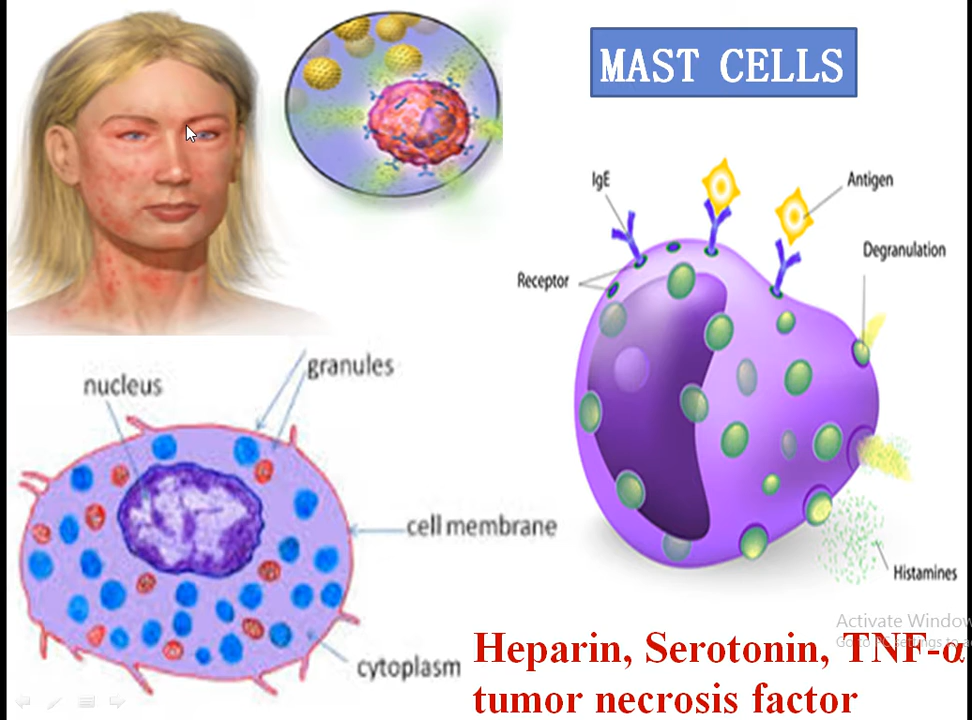 MAST CELLS
IgE
Antigen
Degranulation
Receptor
Histamines
granules
nucleus
cell membrane
cytoplasm
Heparin, Serotonin, TNF-α
tumor necrosis factor
Activate Window